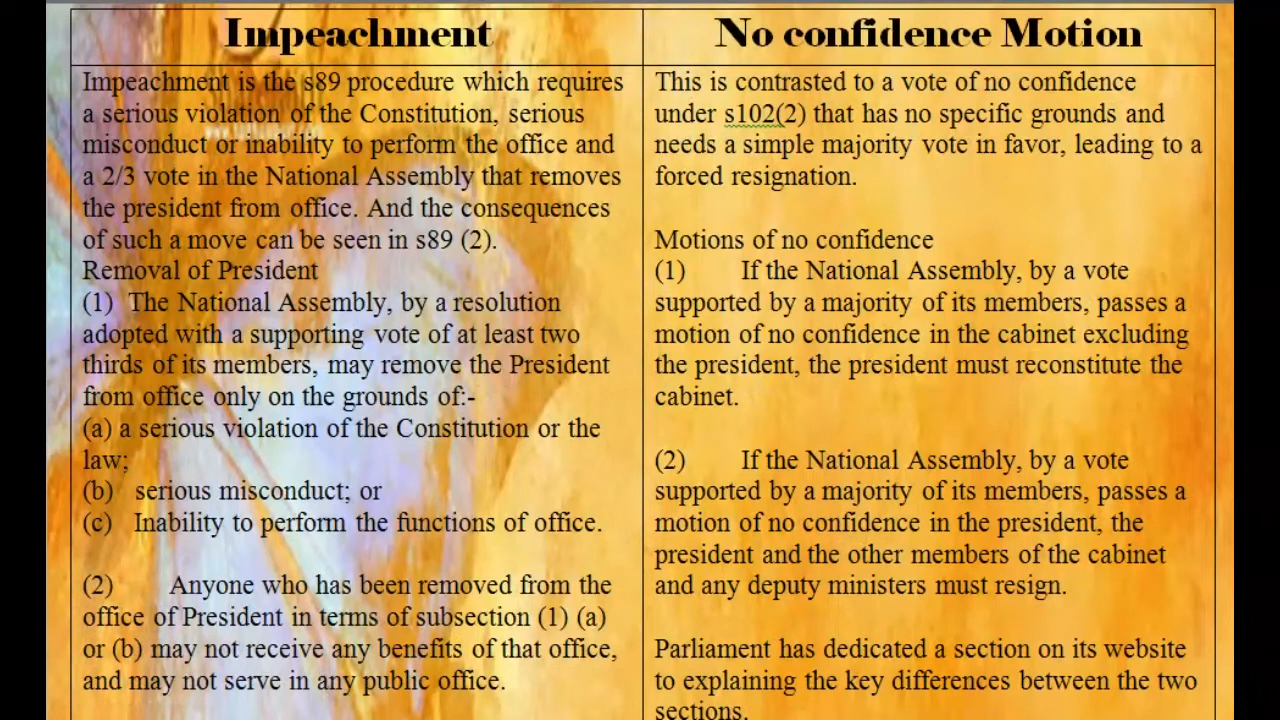 Impeachment
Impeachment is the s89 procedure which requires
a serious violation of the Constitution, serious
misconduct or inability to perform the office and
a 2/3 vote in the National Assembly that removes
the president from office. And the consequences
of such a move can be seen in s89 (2).
Removal of President
(1) The National Assembly, by a resolution
adopted with a supporting vote of at least two
thirds of its members, may remove the President
from office only on the grounds of:-
(a) a serious violation of the Constitution or the
law;
(b) serious misconduct; or
(c) Inability to perform the functions of office.
(2) Anyone who has been removed from the
office of President in terms of subsection (1) (a)
or (b) may not receive any benefits of that office,
and may not serve in any public office.
No confidence Motion
This is contrasted to a vote of no confidence
under s102(2) that has no specific grounds and
needs a simple majority vote in favor, leading to a
forced resignation.
Motions of no confidence
(1) If the National Assembly, by a vote
supported by a majority of its members, passes a
motion of no confidence in the cabinet excluding
the president, the president must reconstitute the
cabinet.
(2) If the National Assembly, by a vote
supported by a majority of its members, passes a
motion of no confidence in the president, the
president and the other members of the cabinet
and any deputy ministers must resign.
Parliament has dedicated a section on its website
to explaining the key differences between the two
sections.